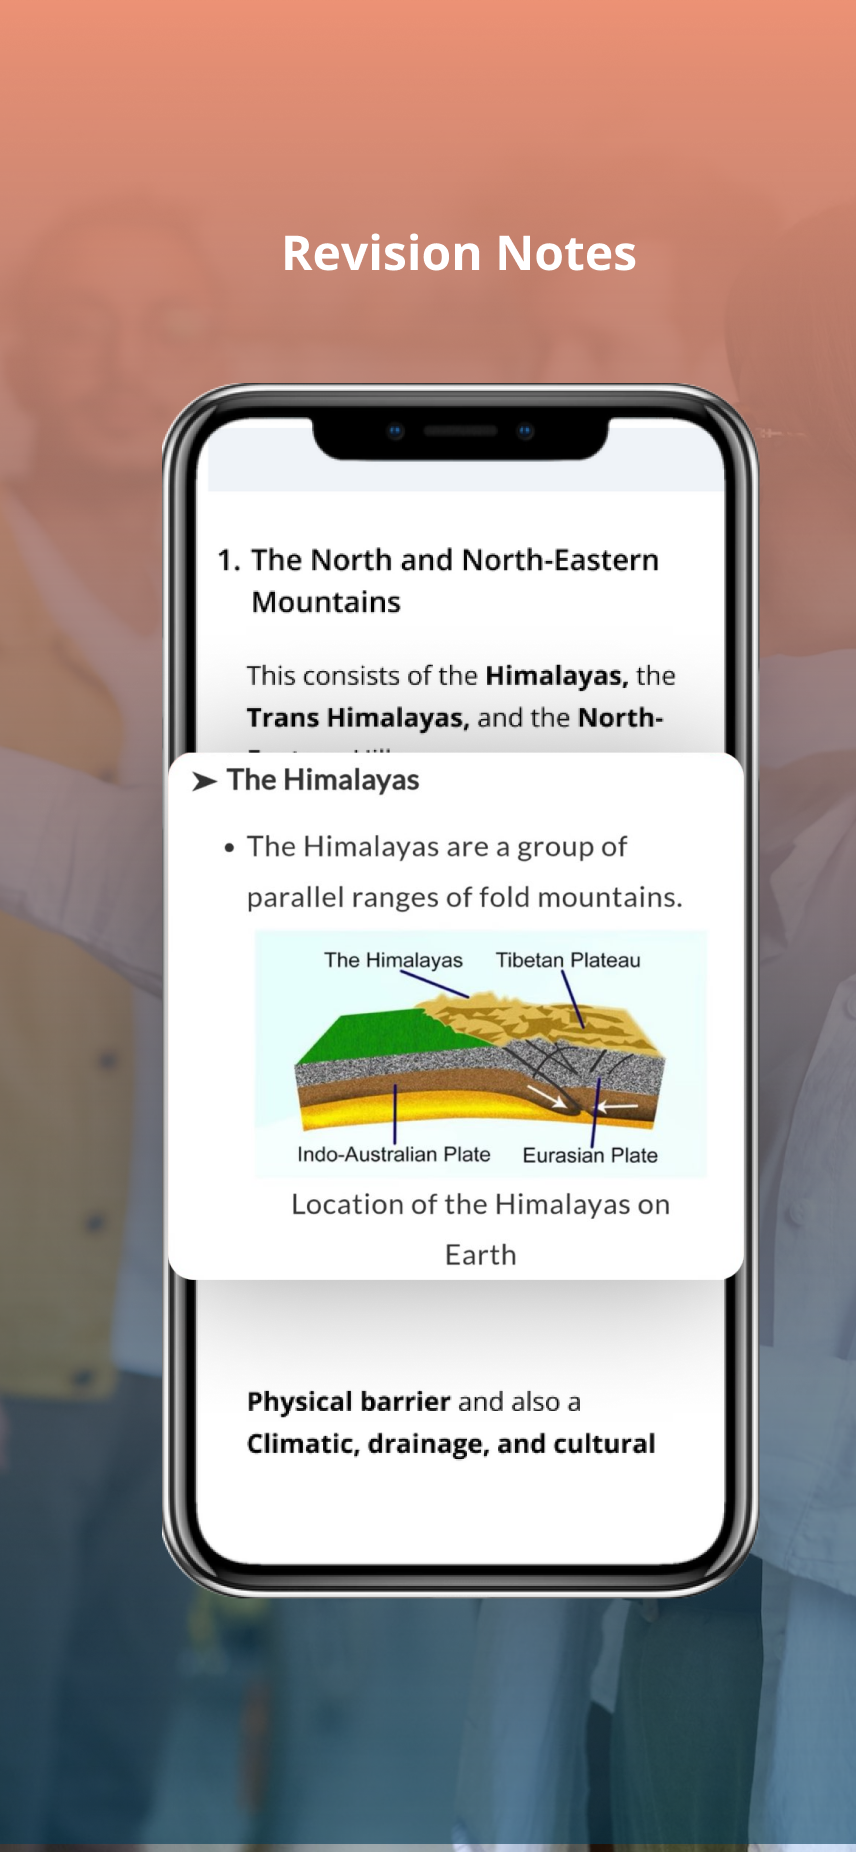 Revision Notes
1. The North and North-Eastern
Mountains
This consists of the Himalayas, the
Trans Himalayas, and the North-
➤ The Himalayas
• The Himalayas are a group of
parallel ranges of fold mountains.
The Himalayas Tibetan Plateau
Indo-Australian Plate Eurasian Plate
Location of the Himalayas on
Earth
Physical barrier and also a
Climatic, drainage, and cultural